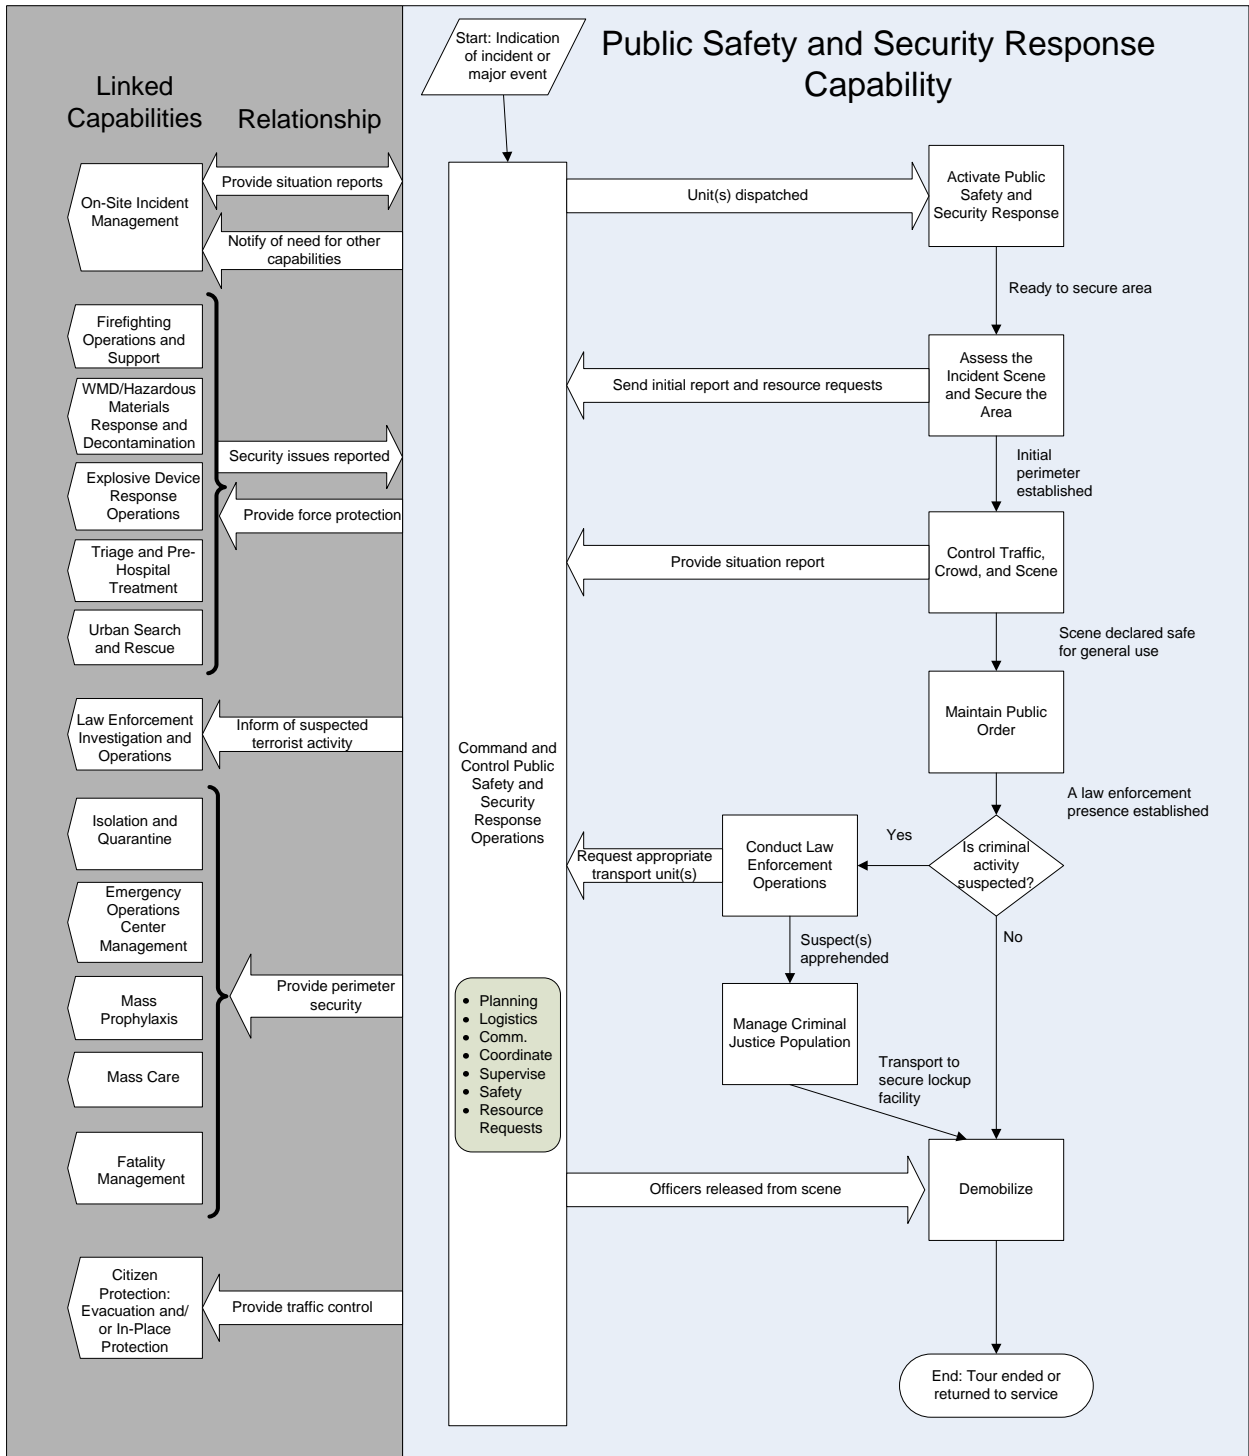 Public Safety and Security Response
Capability
Linked
Capabilities
Relationship
Start: Indication
of incident or
major event
On-Site Incident
Management
Provide situation reports
Notify of need for other
capabilities
Firefighting
Operations and
Support
WMD/Hazardous
Materials
Response and
Decontamination
Explosive Device
Response
Operations
Triage and Pre-
Hospital
Treatment
Urban Search
and Rescue
Security issues reported
Provide force protection
Law Enforcement
Investigation and
Operations
Inform of suspected
terrorist activity
Isolation and
Quarantine
Emergency
Operations
Center
Management
Mass
Prophylaxis
Mass Care
Fatality
Management
Provide perimeter
security
Citizen
Protection:
Evacuation and/
or In-Place
Protection
Provide traffic control
Command and
Control Public
Safety and
Security
Response
Operations
• Planning
• Logistics
• Comm.
• Coordinate
• Supervise
• Safety
• Resource
Requests
Unit(s) dispatched
Activate Public
Safety and
Security Response
Ready to secure area
Assess the
Incident Scene
and Secure the
Area
Send initial report and resource requests
Initial
perimeter
established
Control Traffic,
Crowd, and Scene
Provide situation report
Scene declared safe
for general use
Maintain Public
Order
A law enforcement
presence established
Is criminal
activity
suspected?
Yes
No
Conduct Law
Enforcement
Operations
Request appropriate
transport unit(s)
Suspect(s)
apprehended
Manage Criminal
Justice Population
Transport to
secure lockup
facility
Officers released from scene
Demobilize
End: Tour ended or
returned to service